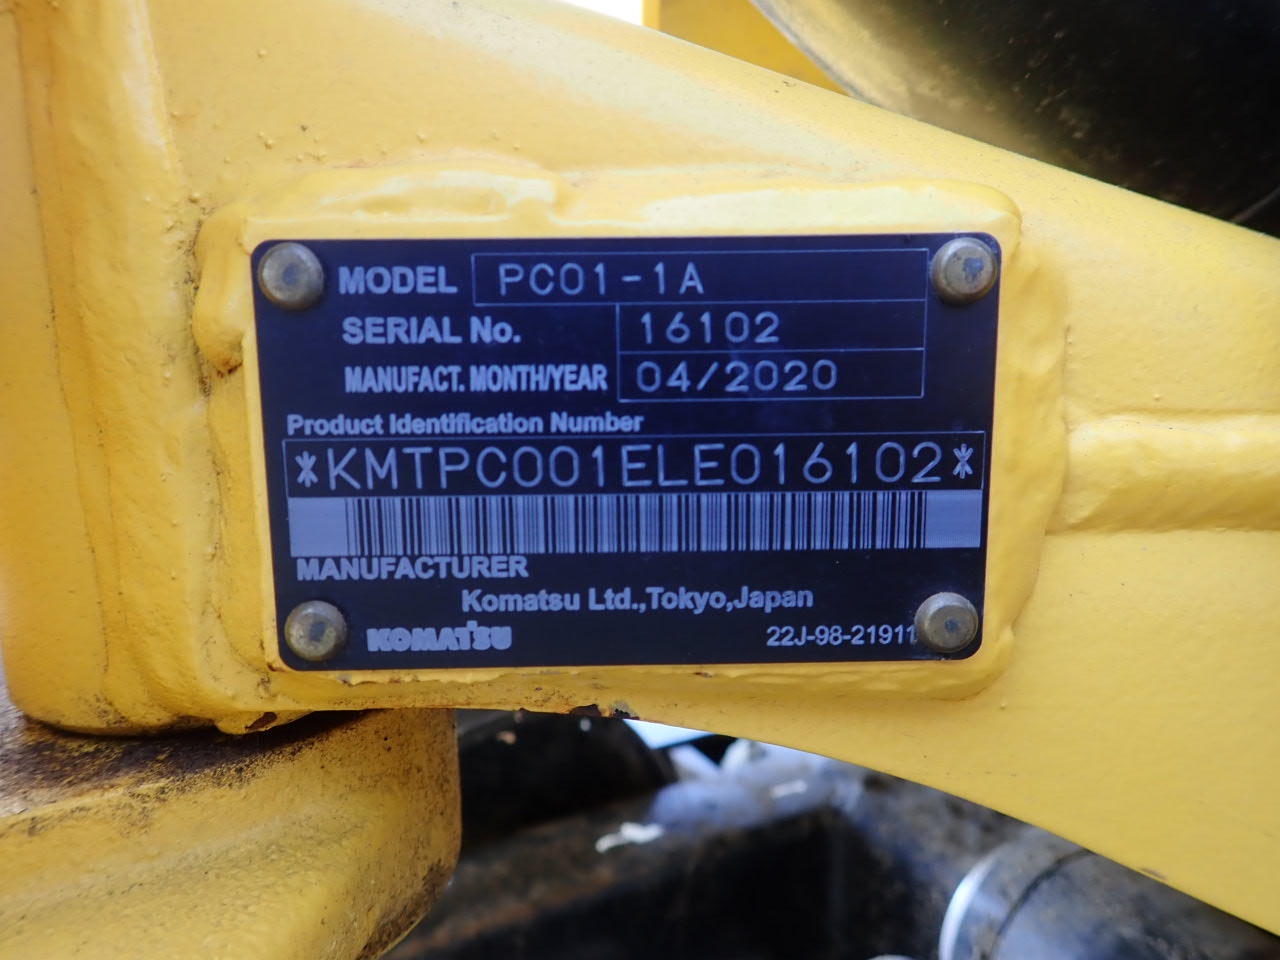 MODEL PC01-1A
SERIAL No. 16102
MANUFACT. MONTH/YEAR 04/2020
Product Identification Number
*KMTPC001ELE016102*
MANUFACTURER
Komatsu Ltd.,Tokyo,Japan
KOMATSU 22J-98-21911